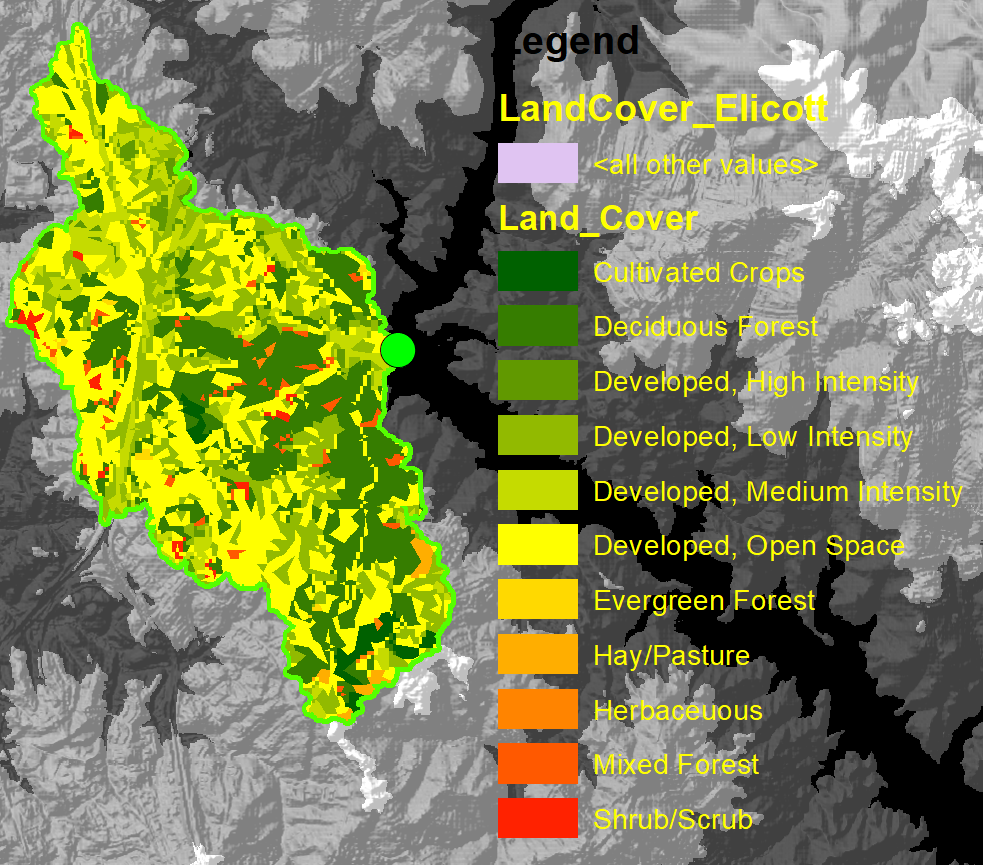 Legend
LandCover_Elicott
<all other values>
Land_Cover
Cultivated Crops
Deciduous Forest
Developed, High Intensity
Developed, Low Intensity
Developed, Medium Intensity
Developed, Open Space
Evergreen Forest
Hay/Pasture
Herbaceuous
Mixed Forest
Shrub/Scrub